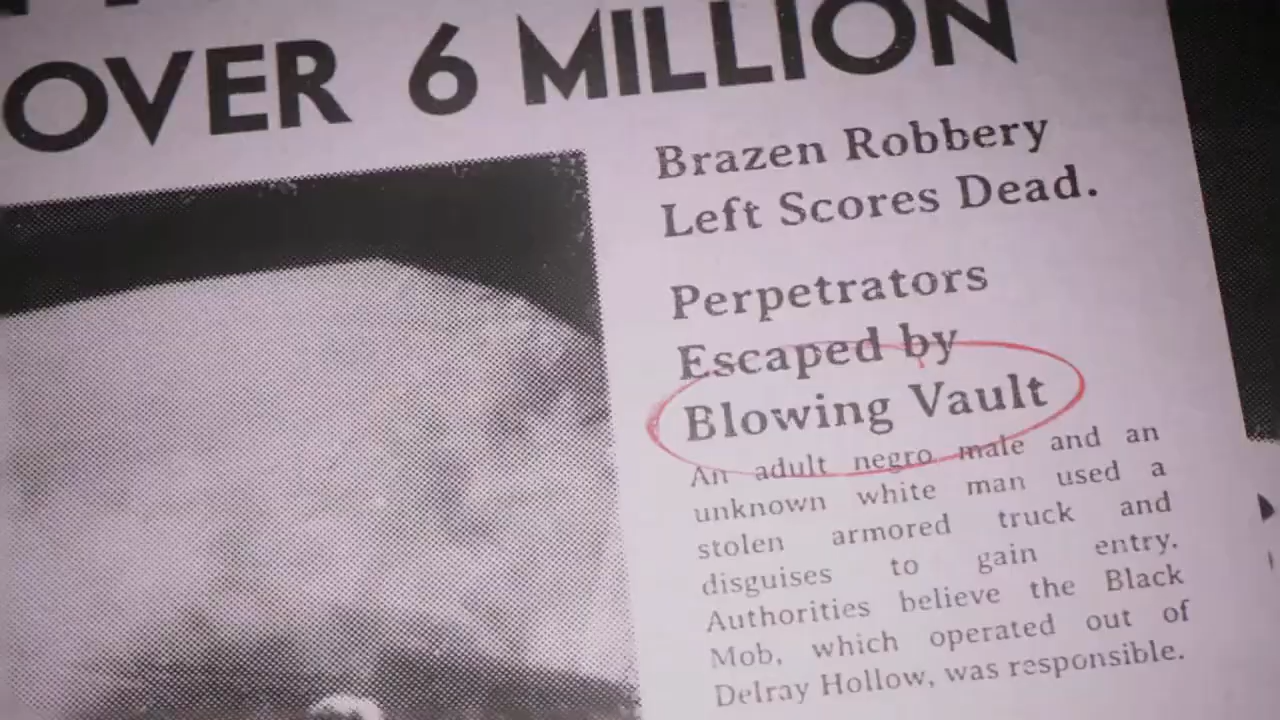 OVER 6 MILLION
Brazen Robbery
Left Scores Dead.
Perpetrators
Escaped by
Blowing Vault
An adult negro male and an
unknown white man used a
stolen armored truck and
disguises to gain entry.
Authorities believe the Black
Mob, which operated out of
Delray Hollow, was responsible.